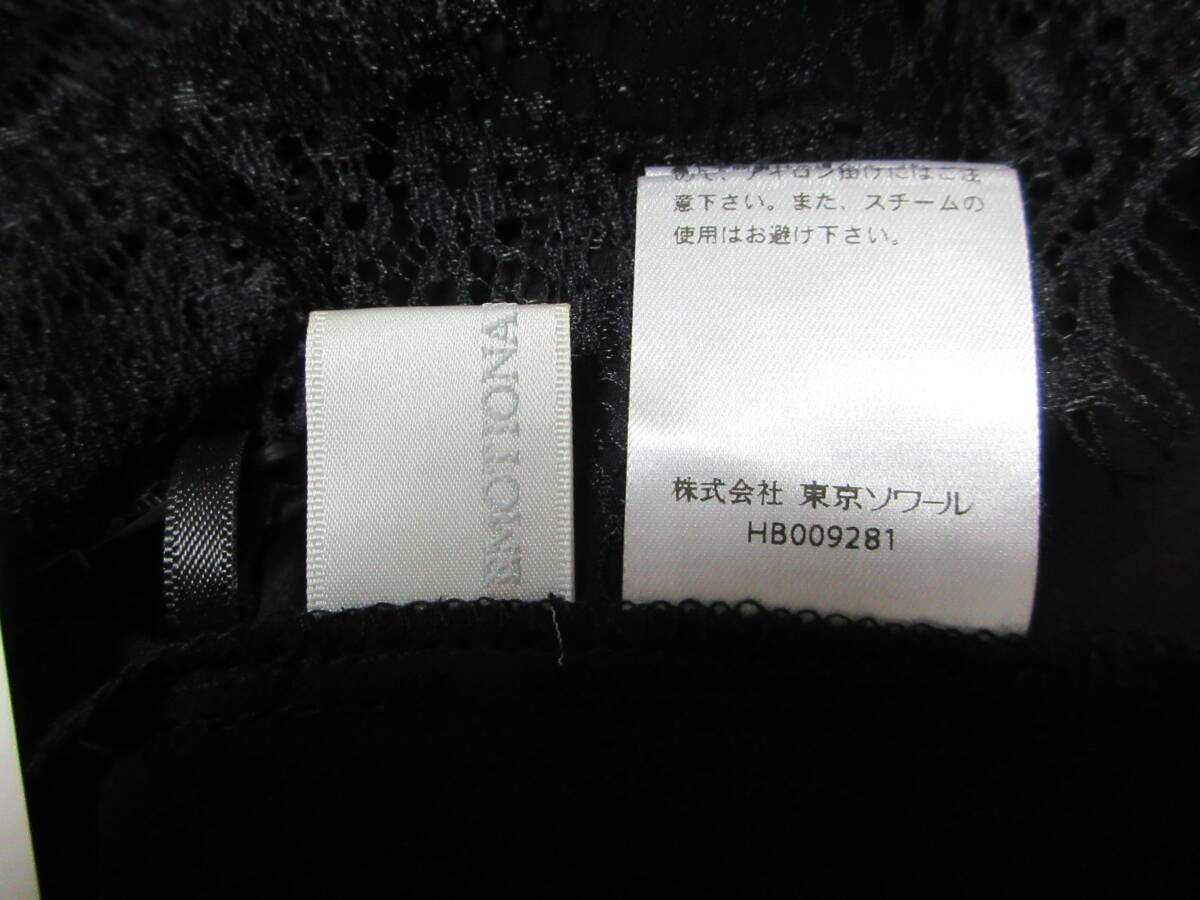 EMOTIONA
意下さい。また、スチームの
使用はお避け下さい。
株式会社 東京ソワール
HB009281